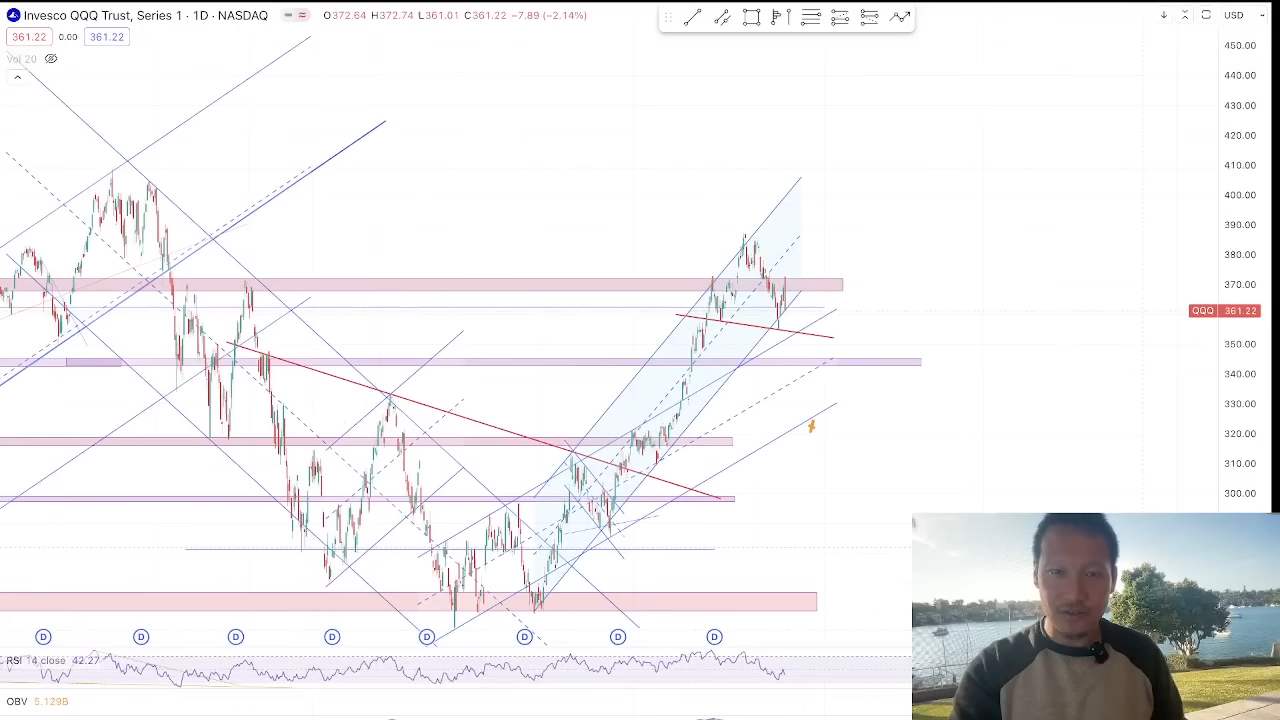 Invesco QQQ Trust, Series 1 · 1D · NASDAQ O372.64 H372.74 L361.01 C361.22 −7.89 (−2.14%)
USD
361.22 0.00 361.22
Vol 20
450.00
440.00
430.00
420.00
410.00
400.00
390.00
380.00
370.00
QQQ 361.22
350.00
340.00
330.00
320.00
310.00
300.00
D D D D D D D D
RSI 14 close 42.27
OBV 5.129B